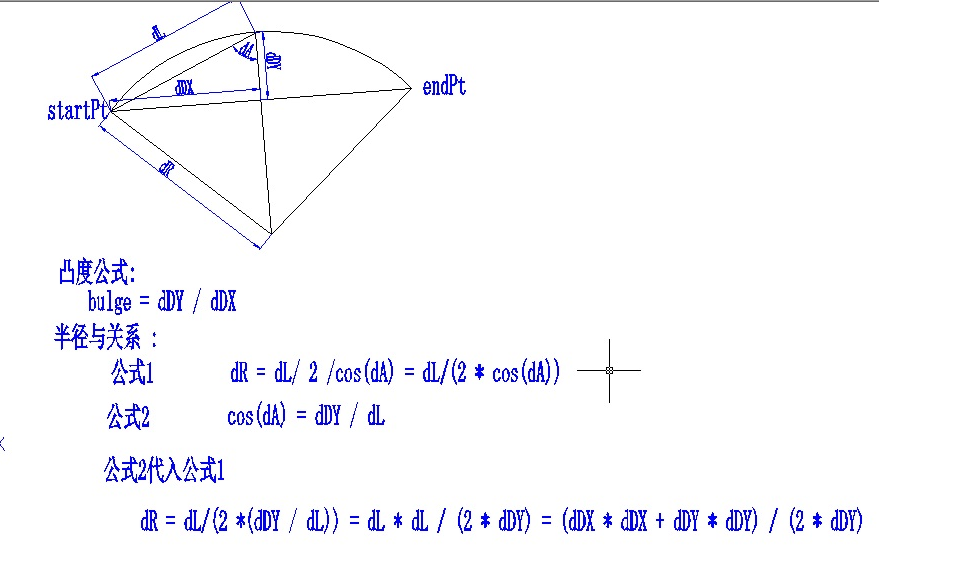 dL
dA
dDY
dDX
startPt
endPt
dR
凸度公式:
bulge = dDY / dDX
半径与关系 :
公式1 dR = dL/ 2 /cos(dA) = dL/(2 * cos(dA))
公式2 cos(dA) = dDY / dL
公式2代入公式1
dR = dL/(2 *(dDY / dL)) = dL * dL / (2 * dDY) = (dDX * dDX + dDY * dDY) / (2 * dDY)